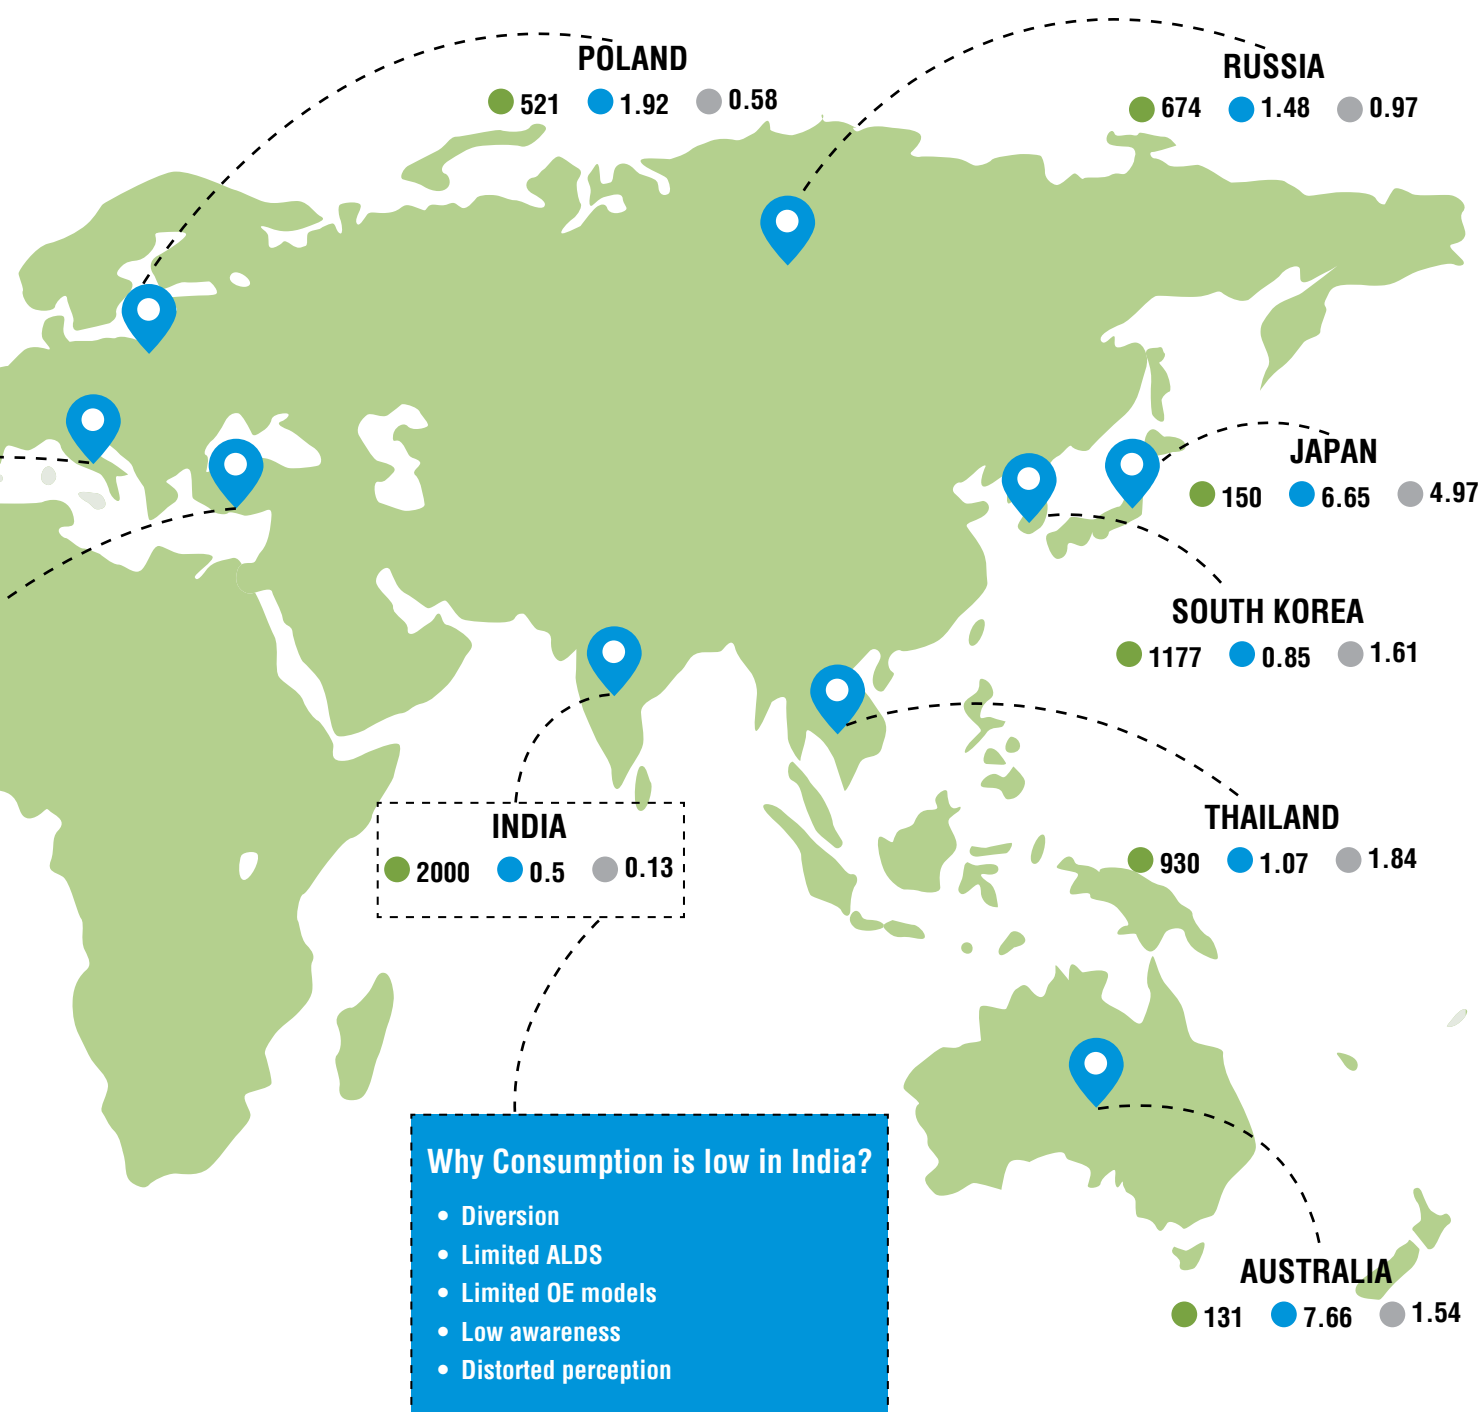 POLAND
521 1.92 0.58
RUSSIA
674 1.48 0.97
JAPAN
150 6.65 4.97
SOUTH KOREA
1177 0.85 1.61
THAILAND
930 1.07 1.84
INDIA
2000 0.5 0.13
Why Consumption is low in India?
• Diversion
• Limited ALDS
• Limited OE models
• Low awareness
• Distorted perception
AUSTRALIA
131 7.66 1.54